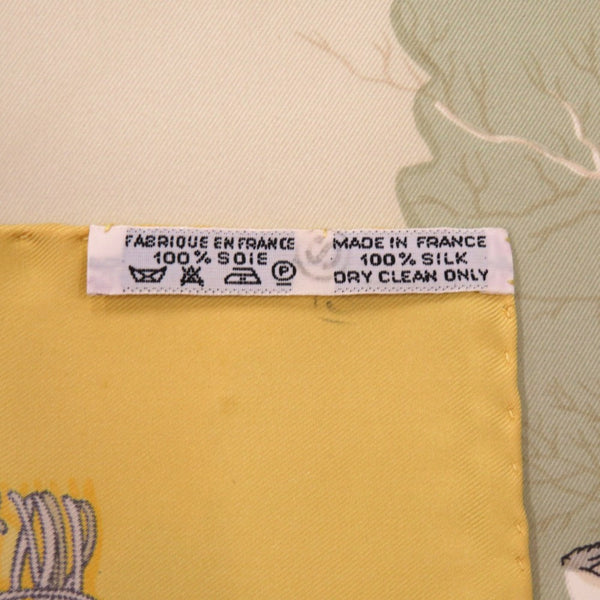 FABRIQUE EN FRANCE
100% SOIE
P
MADE IN FRANCE
100% SILK
DRY CLEAN ONLY